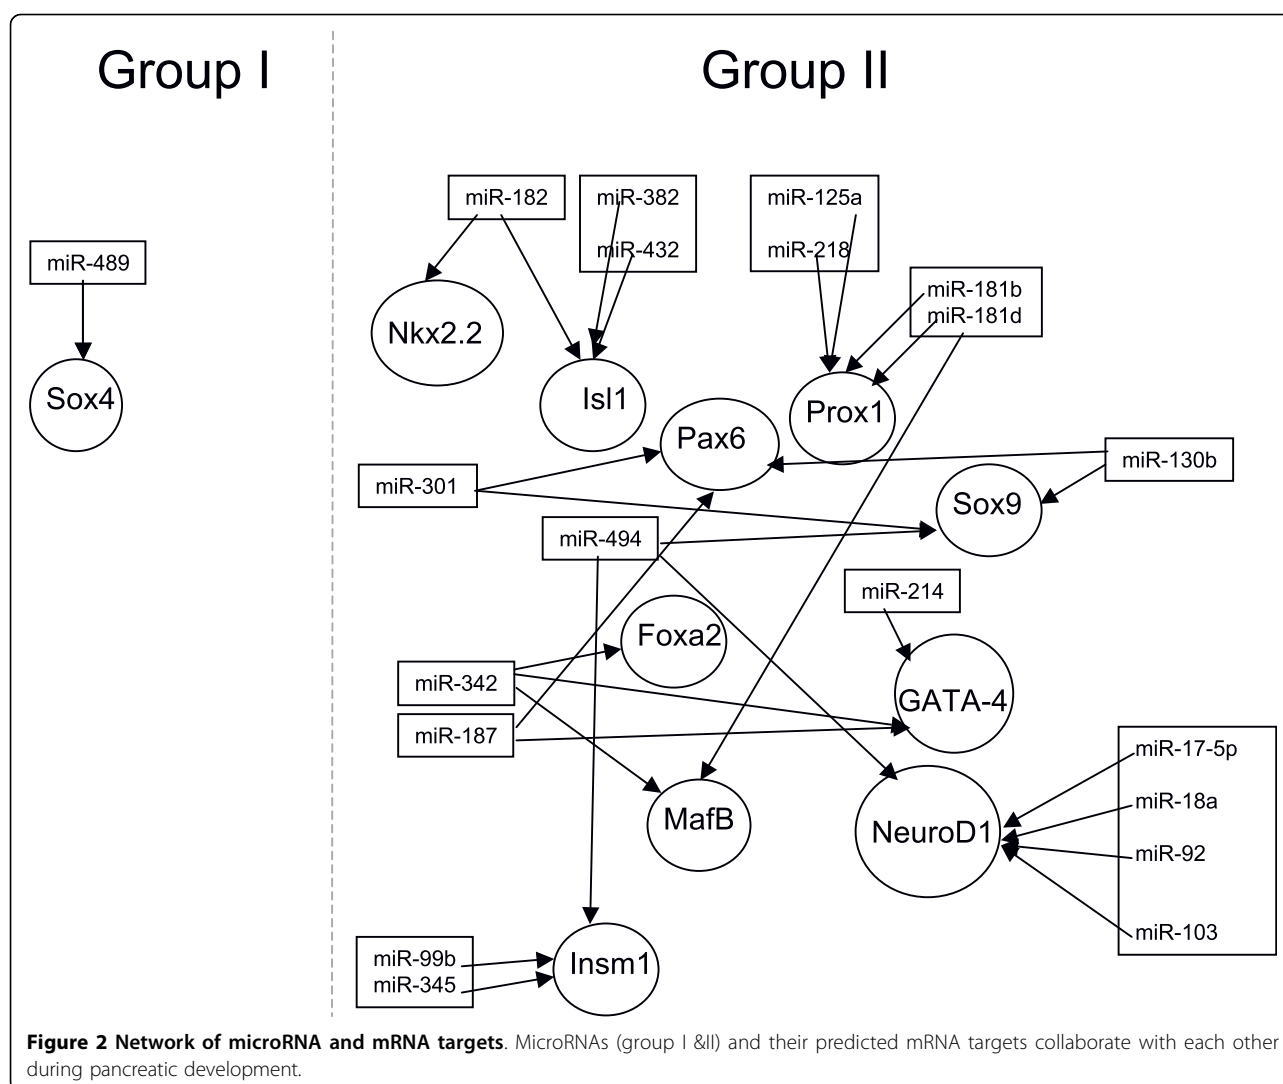 Group I
Group II
miR-182
miR-382
miR-432
miR-125a
miR-218
miR-489
miR-181b
miR-181d
Nkx2.2
Isl1
Sox4
Prox1
Pax6
miR-130b
miR-301
Sox9
miR-494
miR-214
Foxa2
miR-342
GATA-4
miR-187
miR-17-5p
miR-18a
MafB
NeuroD1
miR-92
miR-103
miR-99b
miR-345
Insm1
Figure 2 Network of microRNA and mRNA targets. MicroRNAs (group I &II) and their predicted mRNA targets collaborate with each other
during pancreatic development.